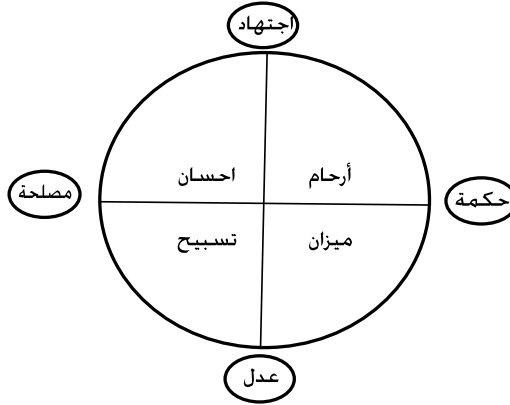 اجتهاد
أرحام احسان
حكمة مصلحة
ميزان تسبيح
عدل